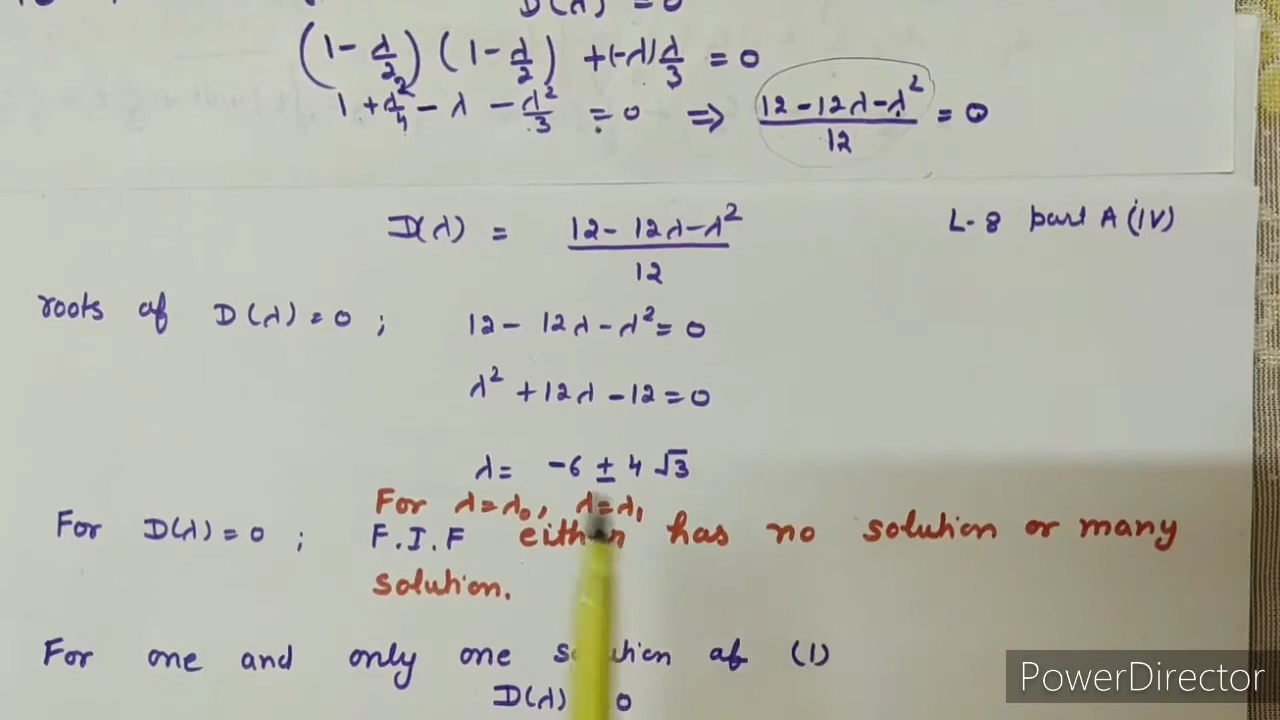 D(λ) = 0
(1 - λ/2) (1 - λ/2) + (-λ) λ/3 = 0
1 + λ²/4 - λ - λ²/3 = 0 ⇒ (12 - 12λ - λ²)/12 = 0
D(λ) = (12 - 12λ - λ²)/12 L-8 part A (IV)
roots of D(λ) = 0 ; 12 - 12λ - λ² = 0
λ² + 12λ - 12 = 0
λ = -6 ± 4 √3
For λ=λ₀, λ=λ₁
For D(λ) = 0 ; F.I.F either has no solution or many
solution.
For one and only one solution of (1)
D(λ) 0
PowerDirector